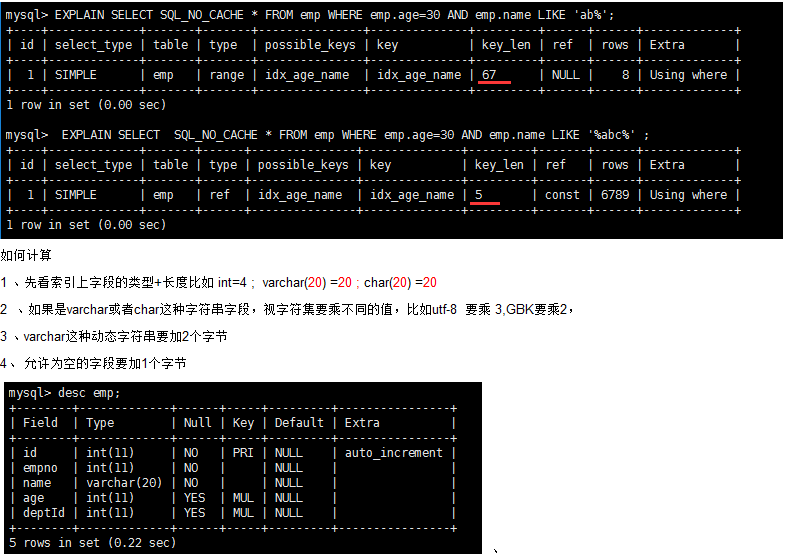 mysql> EXPLAIN SELECT SQL_NO_CACHE * FROM emp WHERE emp.age=30 AND emp.name LIKE 'ab%';
+----+-------------+-------+-------+---------------+--------------+---------+------+------+-------------+
| id | select_type | table | type | possible_keys | key | key_len | ref | rows | Extra |
+----+-------------+-------+-------+---------------+--------------+---------+------+------+-------------+
| 1 | SIMPLE | emp | range | idx_age_name | idx_age_name | 67 | NULL | 8 | Using where |
+----+-------------+-------+-------+---------------+--------------+---------+------+------+-------------+
1 row in set (0.00 sec)
mysql> EXPLAIN SELECT SQL_NO_CACHE * FROM emp WHERE emp.age=30 AND emp.name LIKE '%abc%' ;
+----+-------------+-------+------+---------------+--------------+---------+-------+------+-------------+
| id | select_type | table | type | possible_keys | key | key_len | ref | rows | Extra |
+----+-------------+-------+------+---------------+--------------+---------+-------+------+-------------+
| 1 | SIMPLE | emp | ref | idx_age_name | idx_age_name | 5 | const | 6789 | Using where |
+----+-------------+-------+------+---------------+--------------+---------+-------+------+-------------+
1 row in set (0.00 sec)
如何计算
1 、先看索引上字段的类型+长度比如 int=4 ; varchar(20) =20 ; char(20) =20
2 、如果是varchar或者char这种字符串字段，视字符集要乘不同的值，比如utf-8 要乘 3,GBK要乘2，
3 、varchar这种动态字符串要加2个字节
4、 允许为空的字段要加1个字节
mysql> desc emp;
+--------+-------------+------+-----+---------+----------------+
| Field | Type | Null | Key | Default | Extra |
+--------+-------------+------+-----+---------+----------------+
| id | int(11) | NO | PRI | NULL | auto_increment |
| empno | int(11) | NO | | NULL | |
| name | varchar(20) | NO | | NULL | |
| age | int(11) | YES | MUL | NULL | |
| deptId | int(11) | YES | MUL | NULL | |
+--------+-------------+------+-----+---------+----------------+
5 rows in set (0.22 sec)
、